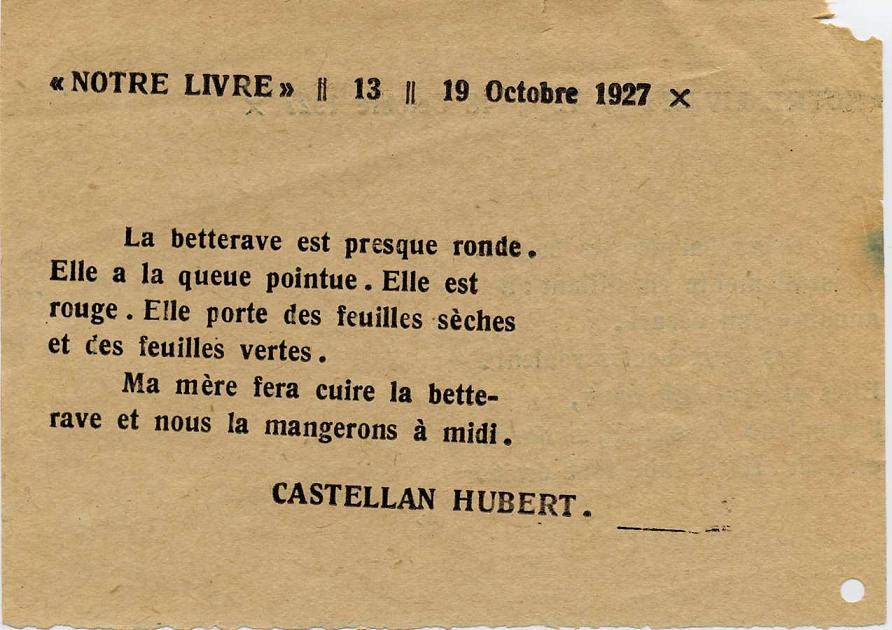 «NOTRE LIVRE» || 13 || 19 Octobre 1927 ×
La betterave est presque ronde.
Elle a la queue pointue. Elle est
rouge. Elle porte des feuilles sèches
et des feuilles vertes.
Ma mère fera cuire la bette-
rave et nous la mangerons à midi.
CASTELLAN HUBERT.